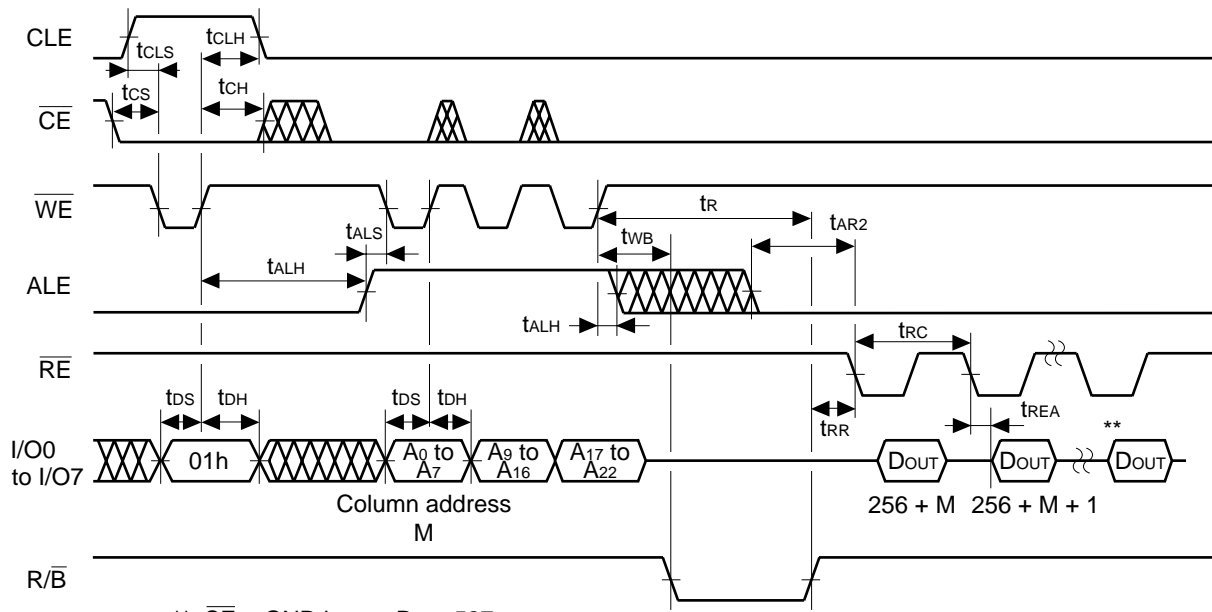 CLE
tCLS
tCLH
CE
tCS
tCH
WE
tALS
tALH
tR
tWB
tAR2
ALE
tALH
tRC
RE
tDS
tDH
tDS
tDH
tRR
tREA
**
I/O0
to I/O7
01h
A0 to
A7
A9 to
A16
A17 to
A22
DOUT
DOUT
DOUT
Column address
M
256 + M
256 + M + 1
R/B